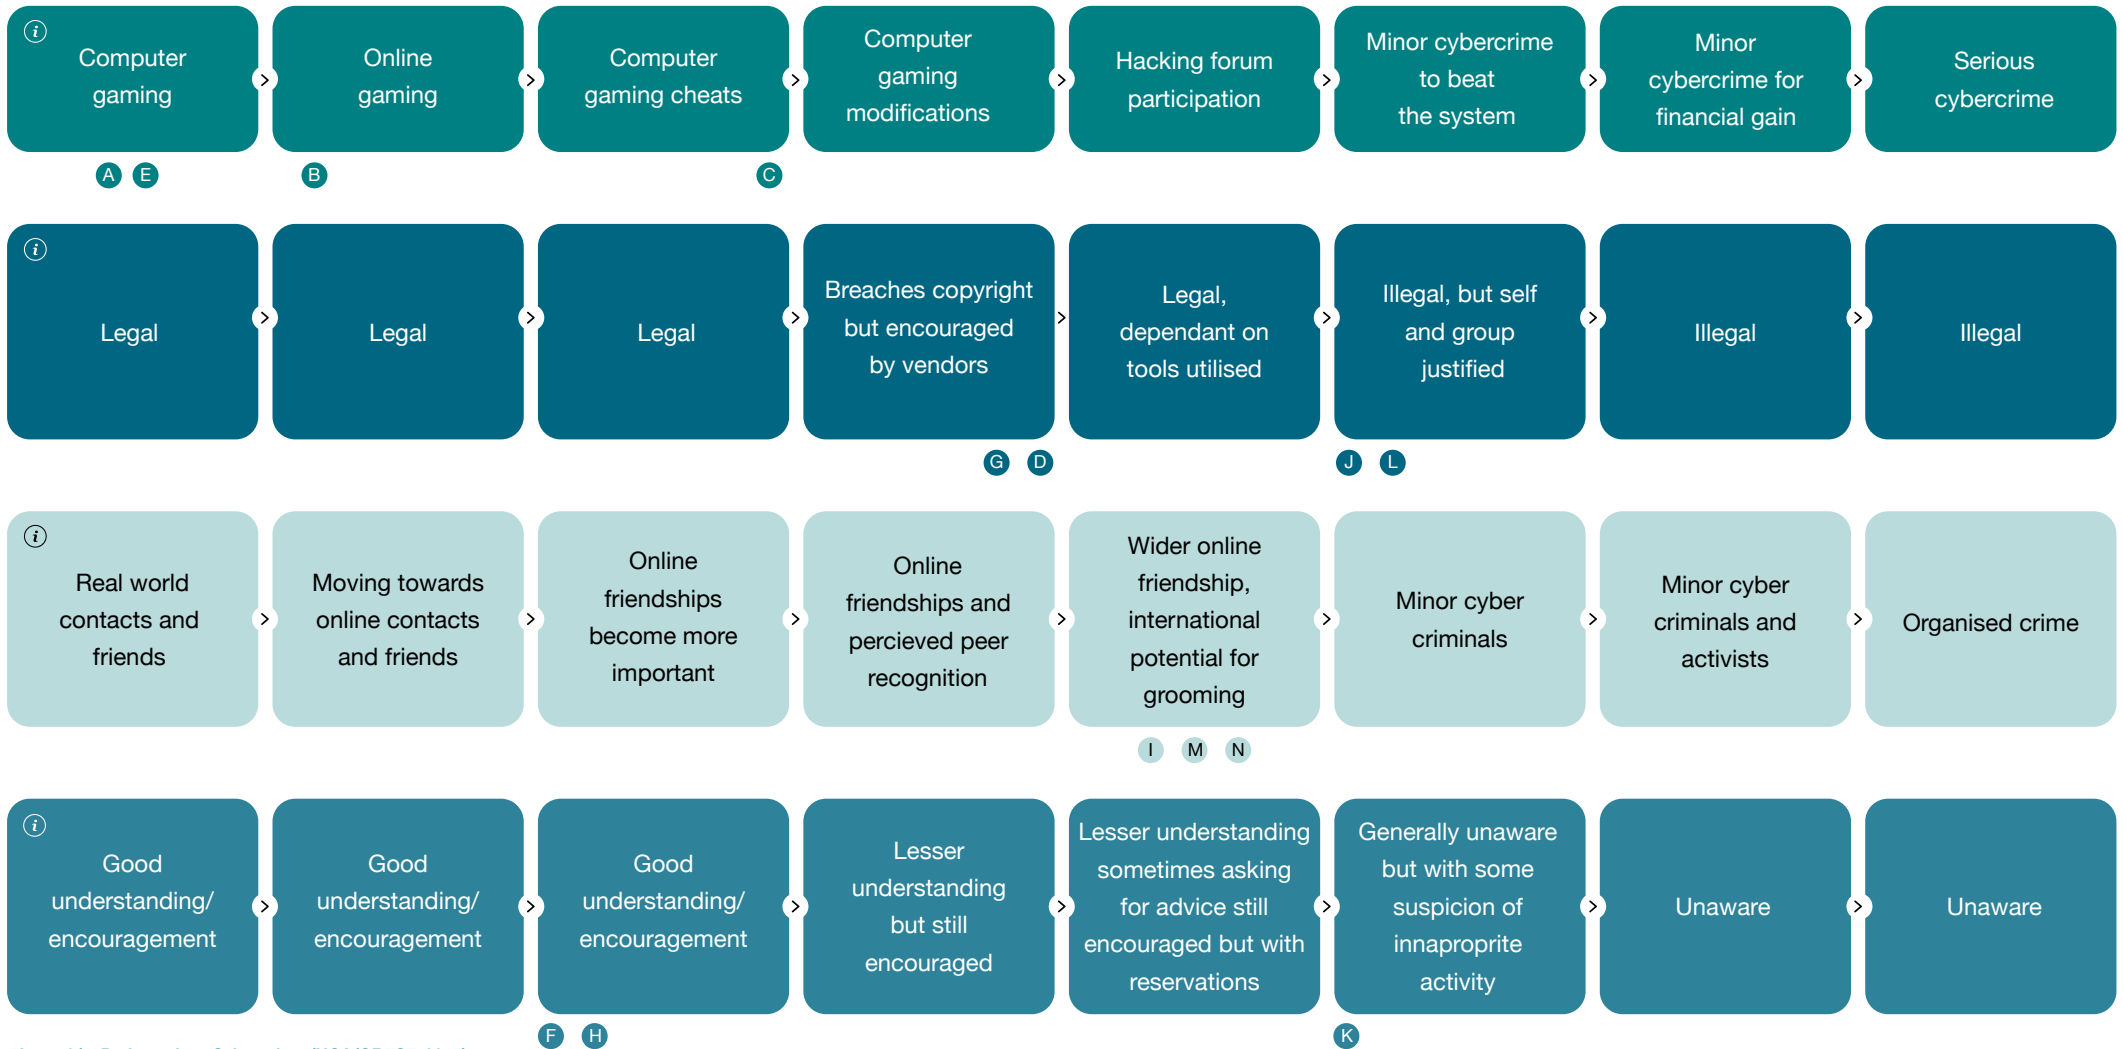 i
Computer
gaming
Online
gaming
Computer
gaming cheats
Computer
gaming
modifications
Hacking forum
participation
Minor cybercrime
to beat
the system
Minor
cybercrime for
financial gain
Serious
cybercrime
A E
B
C
i
Legal
Legal
Legal
Breaches copyright
but encouraged
by vendors
Legal,
dependant on
tools utilised
Illegal, but self
and group
justified
Illegal
Illegal
G D
J L
i
Real world
contacts and
friends
Moving towards
online contacts
and friends
Online
friendships
become more
important
Online
friendships and
percieved peer
recognition
Wider online
friendship,
international
potential for
grooming
Minor cyber
criminals
Minor cyber
criminals and
activists
Organised crime
I M N
i
Good
understanding/
encouragement
Good
understanding/
encouragement
Good
understanding/
encouragement
Lesser
understanding
but still
encouraged
Lesser understanding
sometimes asking
for advice still
encouraged but with
reservations
Generally unaware
but with some
suspicion of
innaproprite
activity
Unaware
Unaware
F H
K